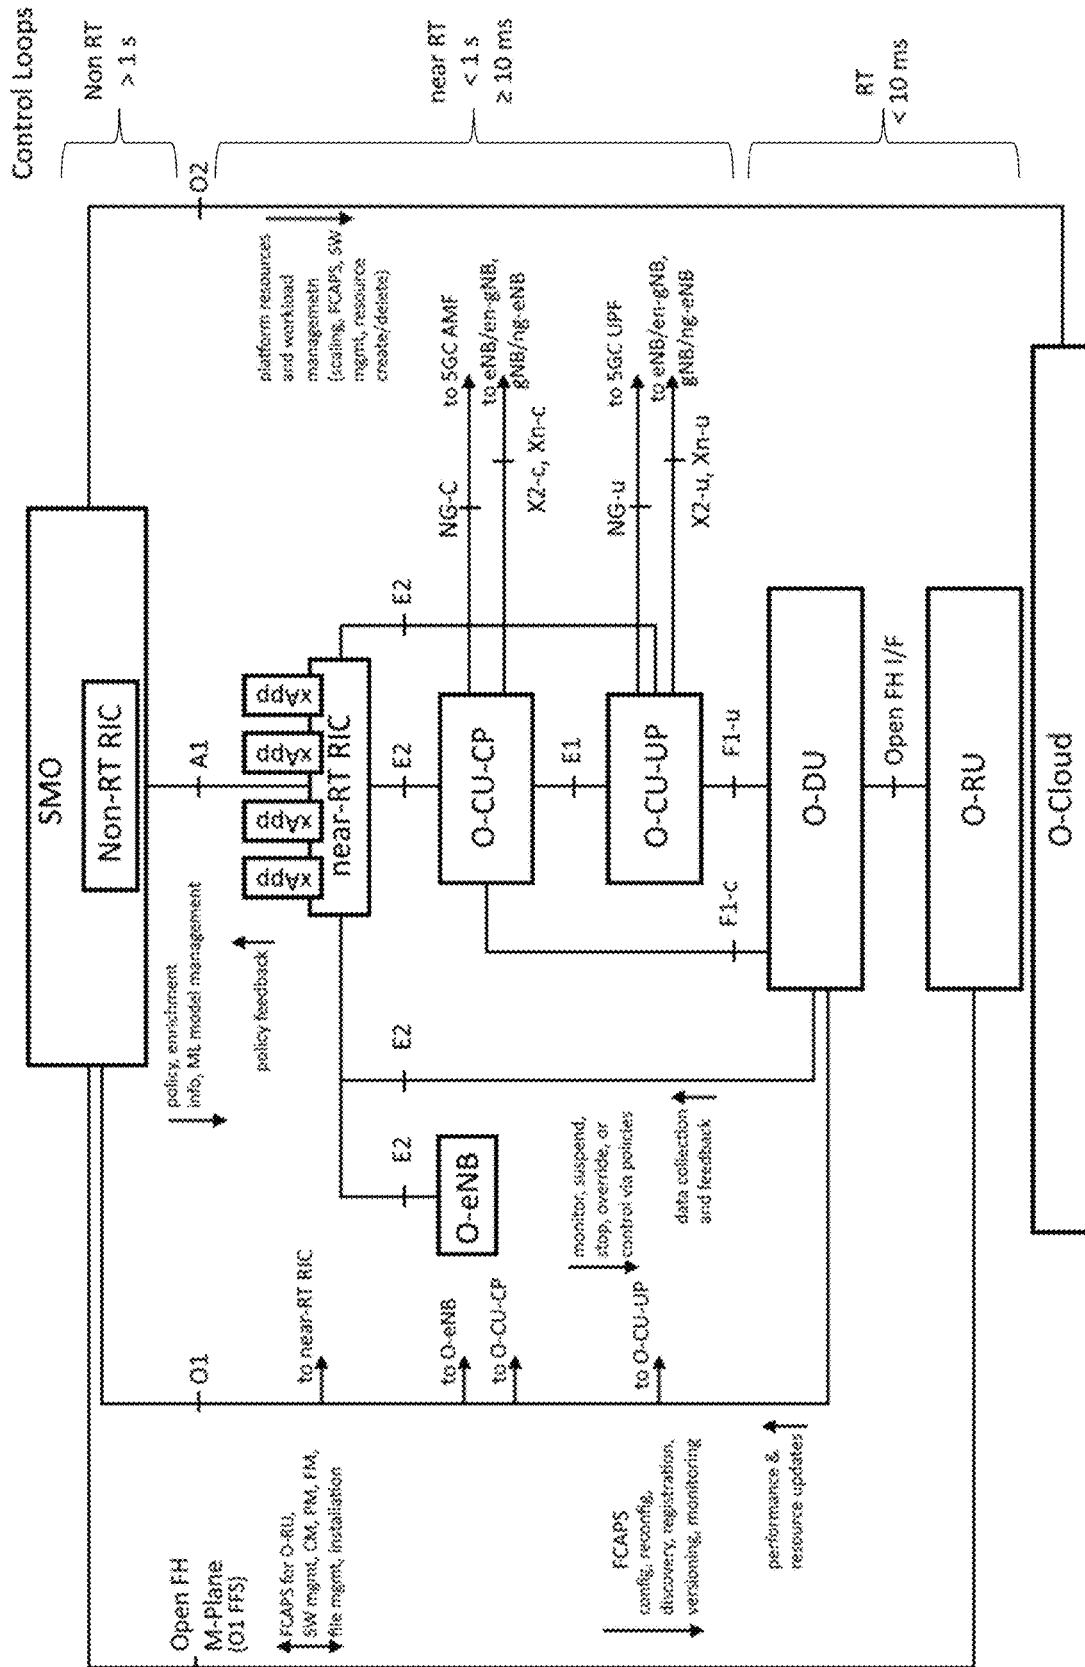 Control Loops
Non RT
> 1 s
near RT
< 1 s
≥ 10 ms
RT
< 10 ms
O2
platform resources
and workload
managemetn
(scaling, FCAPS, SW
mgmt, resource
create/delete)
SMO
Non-RT RIC
A1
policy, enrichment
info, ML model management
policy feedback
xApp
xApp
xApp
xApp
near-RT RIC
E2
E2
E2
E2
NG-C
to 5GC AMF
to eNB/en-gNB,
gNB/ng-eNB
X2-c, Xn-c
O-CU-CP
E1
O-CU-UP
NG-u
to 5GC UPF
to eNB/en-gNB,
gNB/ng-eNB
X2-u, Xn-u
F1-c
F1-u
O-DU
Open FH I/F
O-RU
O-Cloud
O-eNB
monitor, suspend,
stop, override, or
control via policies
data collection
and feedback
O1
to near-RT RIC
to O-eNB
to O-CU-CP
to O-CU-UP
Open FH
M-Plane
(O1 FFS)
FCAPS for O-RU,
SW mgmt, CM, PM, FM,
file mgmt, installation
FCAPS
config, reconfig,
discovery, registration,
versioning, monitoring
performance &
resource updates